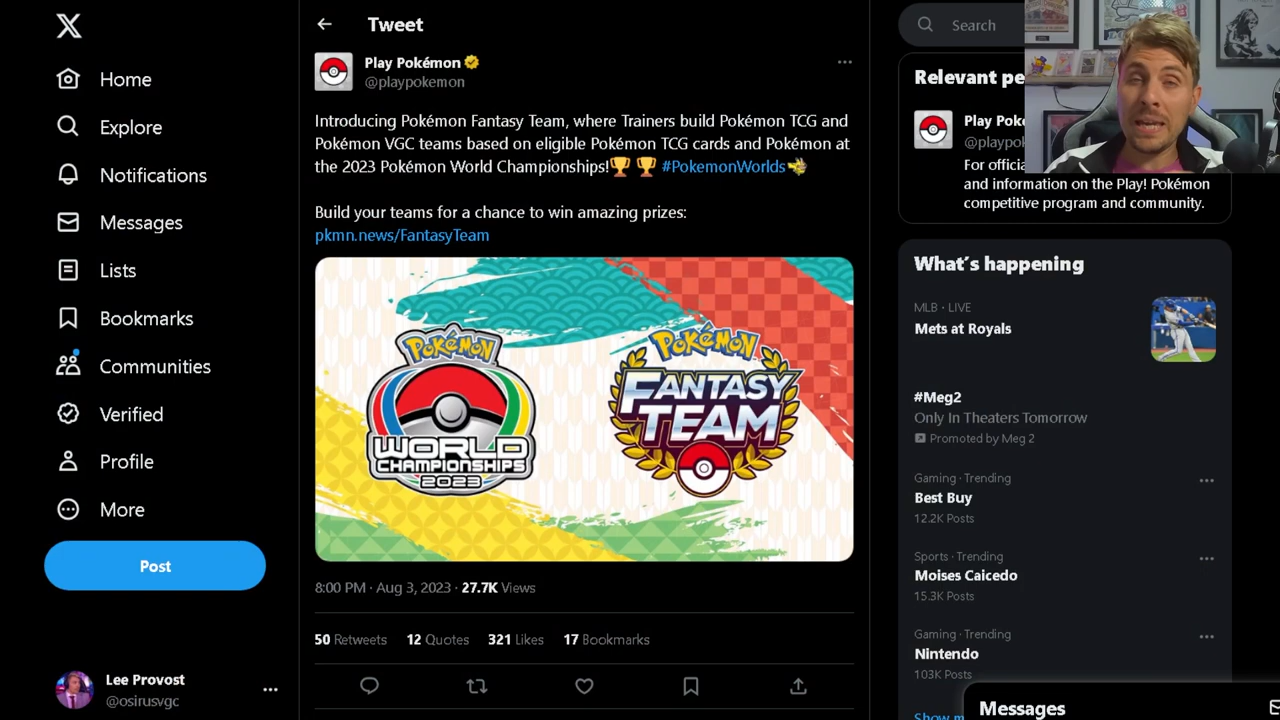 Home
Explore
Notifications
Messages
Lists
Bookmarks
Communities
Verified
Profile
More
Post
Lee Provost
@osirusvgc
Tweet
Play Pokémon
@playpokemon
Introducing Pokémon Fantasy Team, where Trainers build Pokémon TCG and
Pokémon VGC teams based on eligible Pokémon TCG cards and Pokémon at
the 2023 Pokémon World Championships!🏆 🏆 #PokemonWorlds
Build your teams for a chance to win amazing prizes:
pkmn.news/FantasyTeam
POKéMON
WORLD
CHAMPIONSHIPS
2023
POKéMON
FANTASY
TEAM
8:00 PM · Aug 3, 2023 · 27.7K Views
50 Retweets 12 Quotes 321 Likes 17 Bookmarks
Search
Relevant pe
Play Pok
@playpo
For offici
and information on the Play! Pokémon
competitive program and community.
What's happening
MLB · LIVE
Mets at Royals
#Meg2
Only In Theaters Tomorrow
Promoted by Meg 2
Gaming · Trending
Best Buy
12.2K Posts
Sports · Trending
Moises Caicedo
15.3K Posts
Gaming · Trending
Nintendo
103K Posts
Show m
Messages